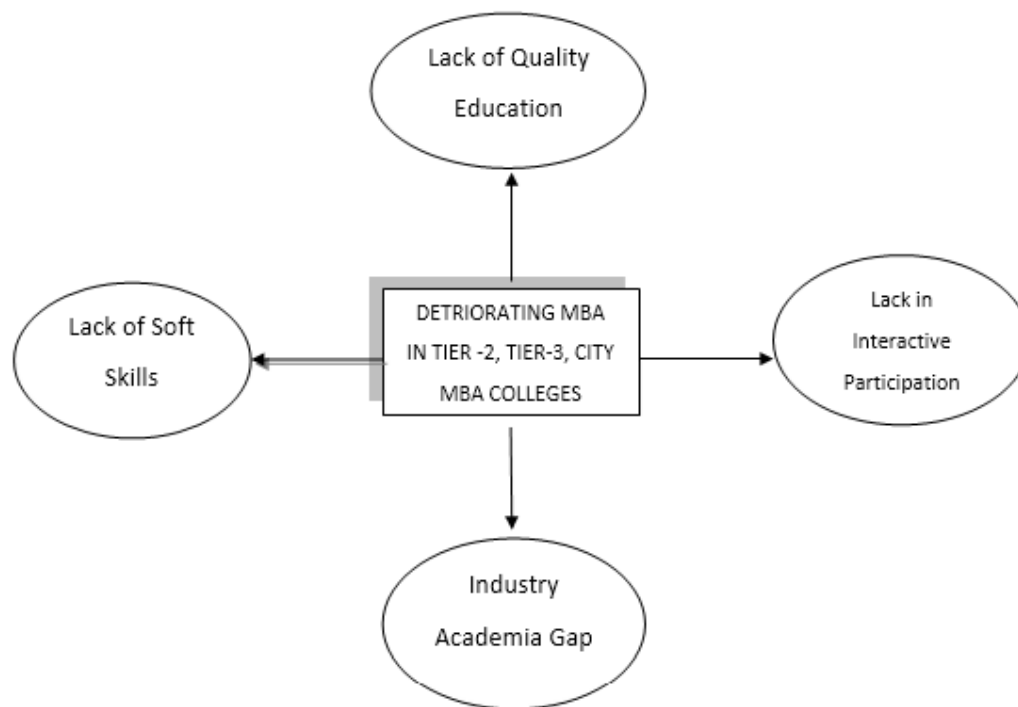 Lack of Quality
Education
Lack of Soft
Skills
DETERIORATING MBA
IN TIER -2, TIER-3, CITY
MBA COLLEGES
Lack in
Interactive
Participation
Industry
Academia Gap